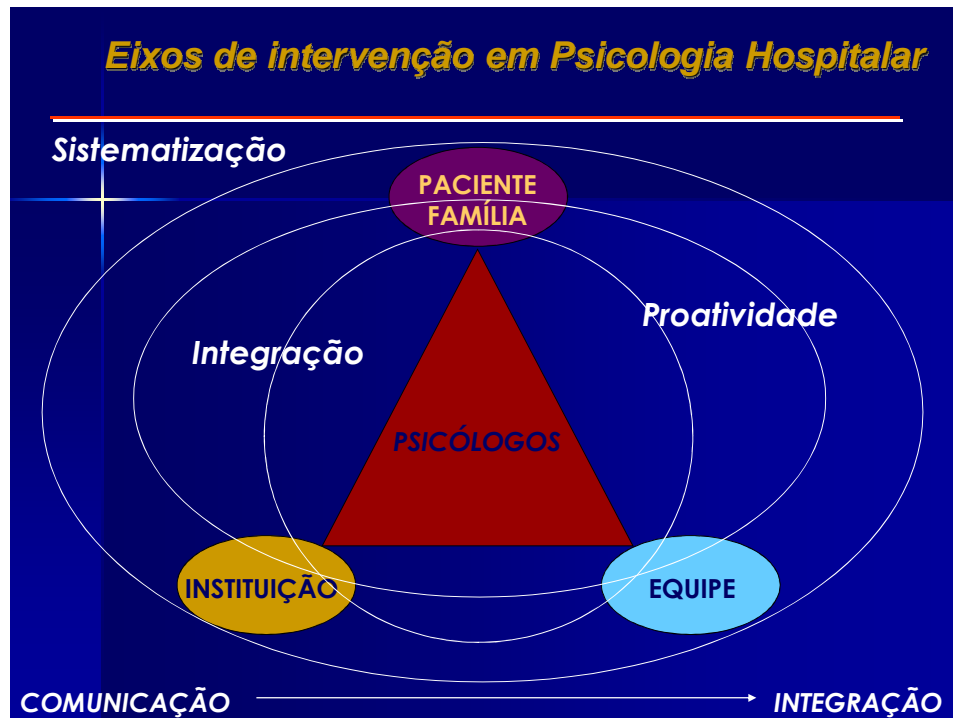 Eixos de intervenção em Psicologia Hospitalar
Sistematização
PACIENTE
FAMÍLIA
Proatividade
Integração
PSICÓLOGOS
INSTITUIÇÃO
EQUIPE
COMUNICAÇÃO
INTEGRAÇÃO